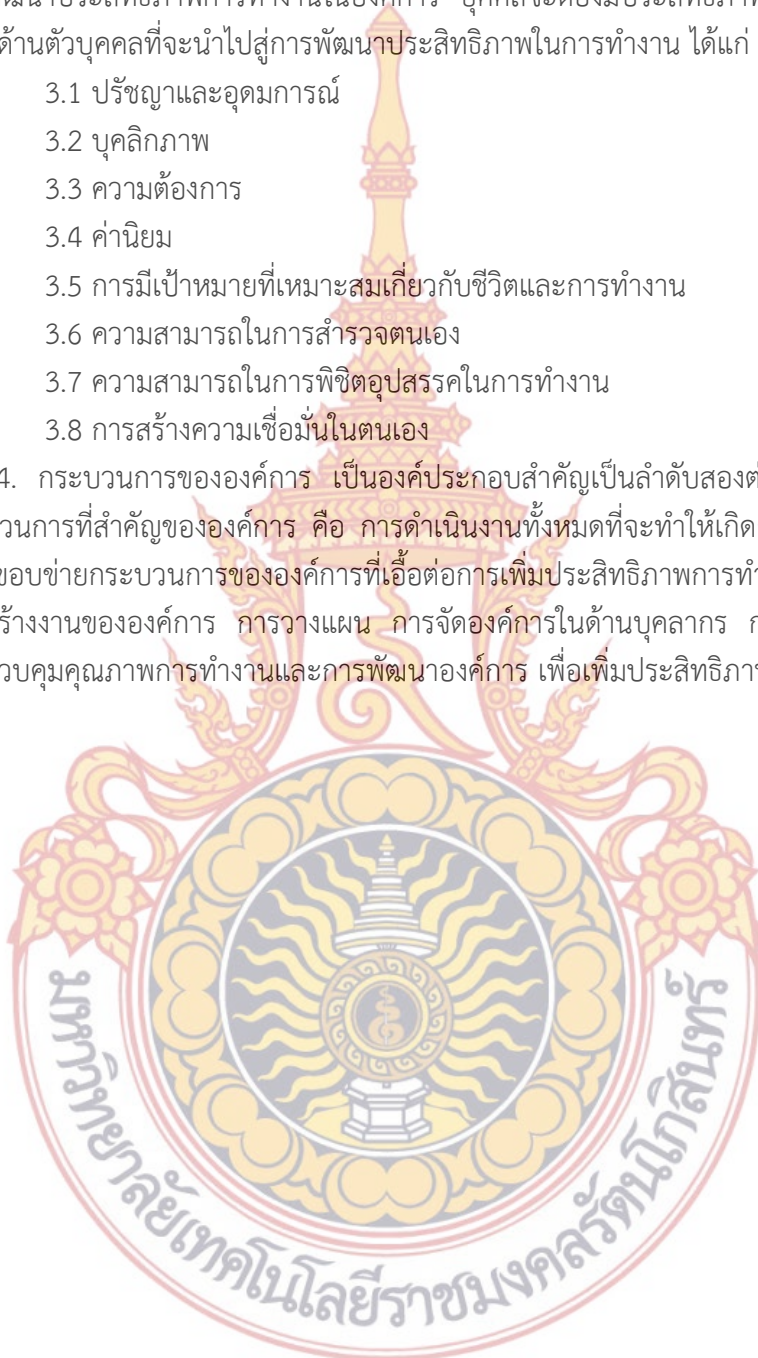 ด้านตัวบุคคลที่จะนำไปสู่การพัฒนาประสิทธิภาพในการทำงาน ได้แก่
3.1 ปรัชญาและอุดมการณ์
3.2 บุคลิกภาพ
3.3 ความต้องการ
3.4 ค่านิยม
3.5 การมีเป้าหมายที่เหมาะสมเกี่ยวกับชีวิตและการทำงาน
3.6 ความสามารถในการสำรวจตนเอง
3.7 ความสามารถในการพิชิตอุปสรรคในการทำงาน
3.8 การสร้างความเชื่อมั่นในตนเอง
4. กระบวนการขององค์การ เป็นองค์ประกอบสำคัญเป็นลำดับสองต่
วนการที่สำคัญขององค์การ คือ การดำเนินงานทั้งหมดที่จะทำให้เกิด
ขอบข่ายกระบวนการขององค์การที่เอื้อต่อการเพิ่มประสิทธิภาพการทำ
ร้างงานขององค์การ การวางแผน การจัดองค์การในด้านบุคลากร ก
วบคุมคุณภาพการทำงานและการพัฒนาองค์การ เพื่อเพิ่มประสิทธิภาพ
มหาวิทยาลัยเทคโนโลยีราชมงคลรัตนโกสินทร์